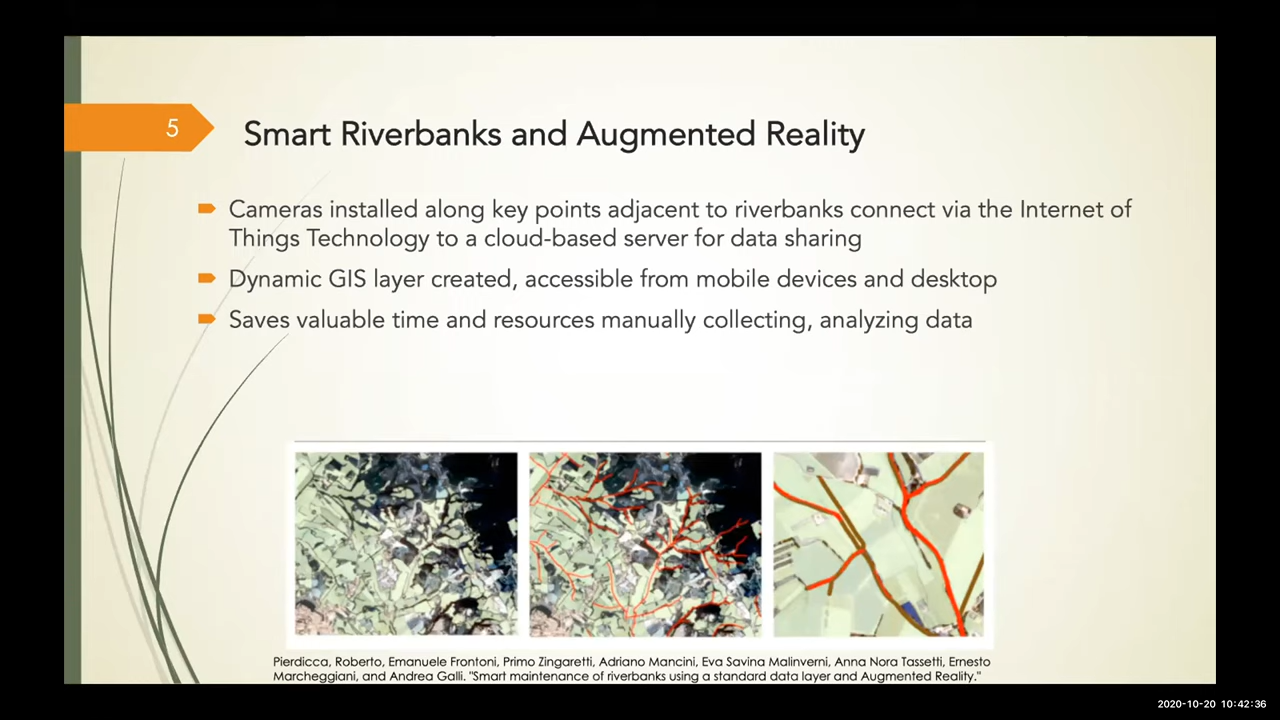 5
Smart Riverbanks and Augmented Reality
Cameras installed along key points adjacent to riverbanks connect via the Internet of
Things Technology to a cloud-based server for data sharing
Dynamic GIS layer created, accessible from mobile devices and desktop
Saves valuable time and resources manually collecting, analyzing data
Pierdicca, Roberto, Emanuele Frontoni, Primo Zingaretti, Adriano Mancini, Eva Savina Malinverni, Anna Nora Tassetti, Ernesto
Marcheggiani, and Andrea Galli. "Smart maintenance of riverbanks using a standard data layer and Augmented Reality."
2020-10-20 10:42:36